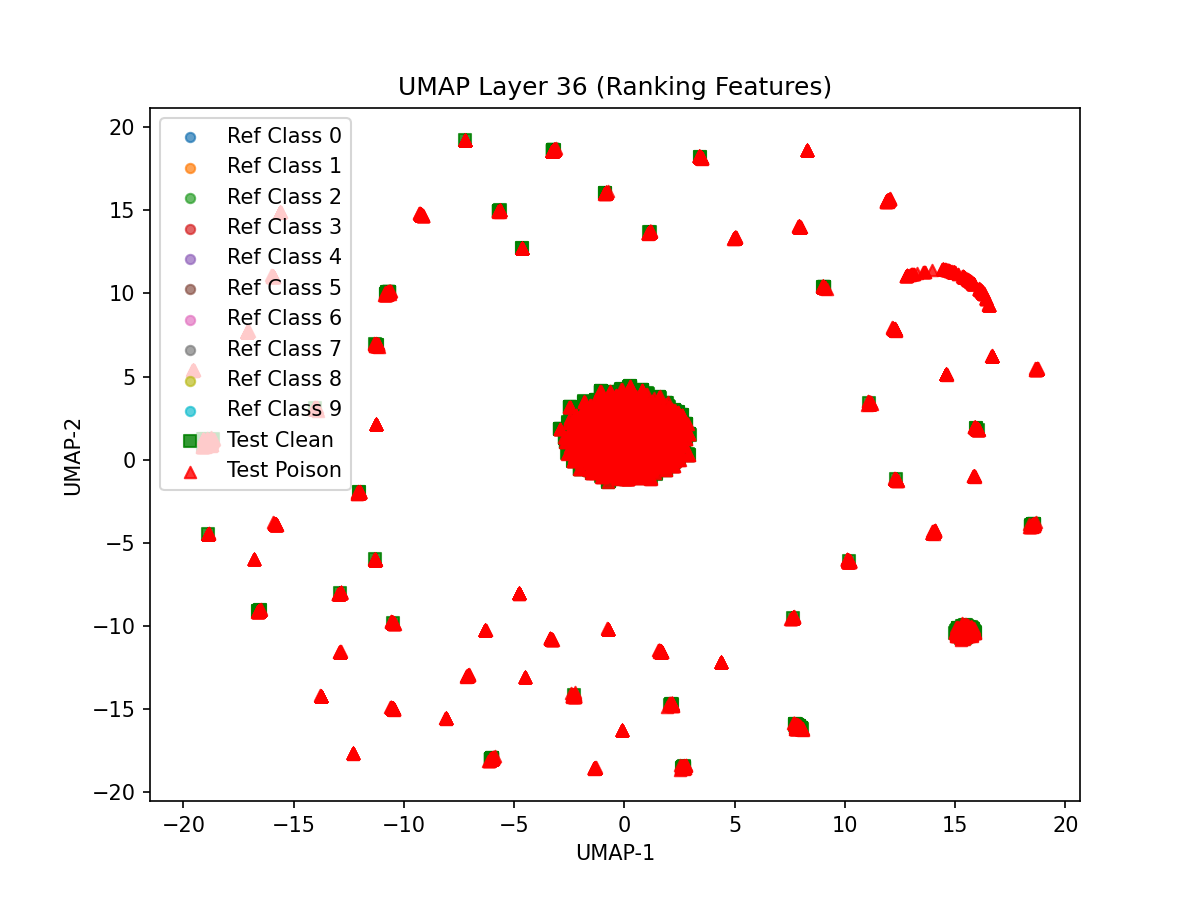 UMAP Layer 36 (Ranking Features)
Ref Class 0
Ref Class 1
Ref Class 2
Ref Class 3
Ref Class 4
Ref Class 5
Ref Class 6
Ref Class 7
Ref Class 8
Ref Class 9
Test Clean
Test Poison
20
15
10
5
0
−5
−10
−15
−20
UMAP-2
−20 −15 −10 −5 0 5 10 15 20
UMAP-1